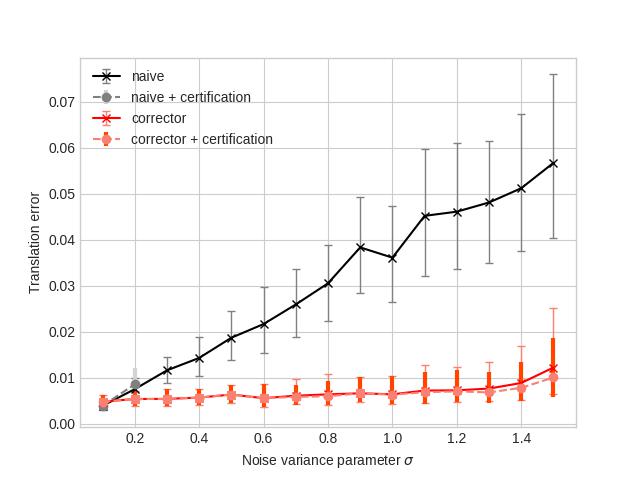 naive
naive + certification
corrector
corrector + certification
0.07
0.06
0.05
0.04
0.03
0.02
0.01
0.00
Translation error
0.2 0.4 0.6 0.8 1.0 1.2 1.4
Noise variance parameter σ